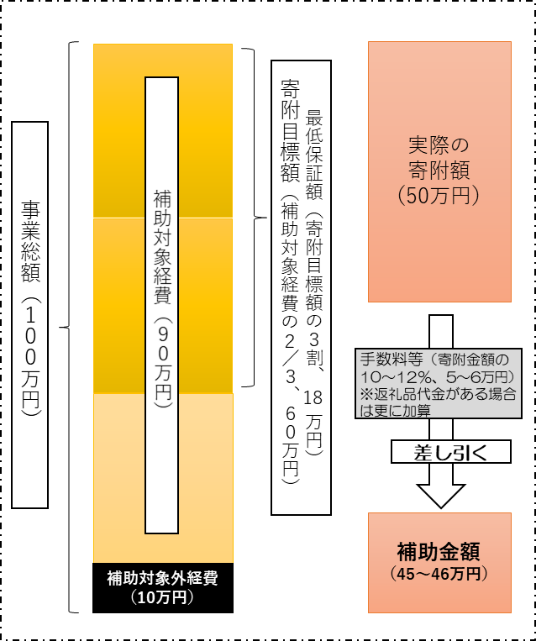 事業総額（１００万円）
補助対象経費（９０万円）
補助対象外経費
（10万円）
最低保証額（寄附目標額の３割、18万円）
寄附目標額（補助対象経費の２／３、６０万円）
実際の
寄附額
（50万円）
手数料等（寄附金額の
10～12%、5～6万円）
※返礼品代金がある場合
は更に加算
差し引く
補助金額
（45～46万円）